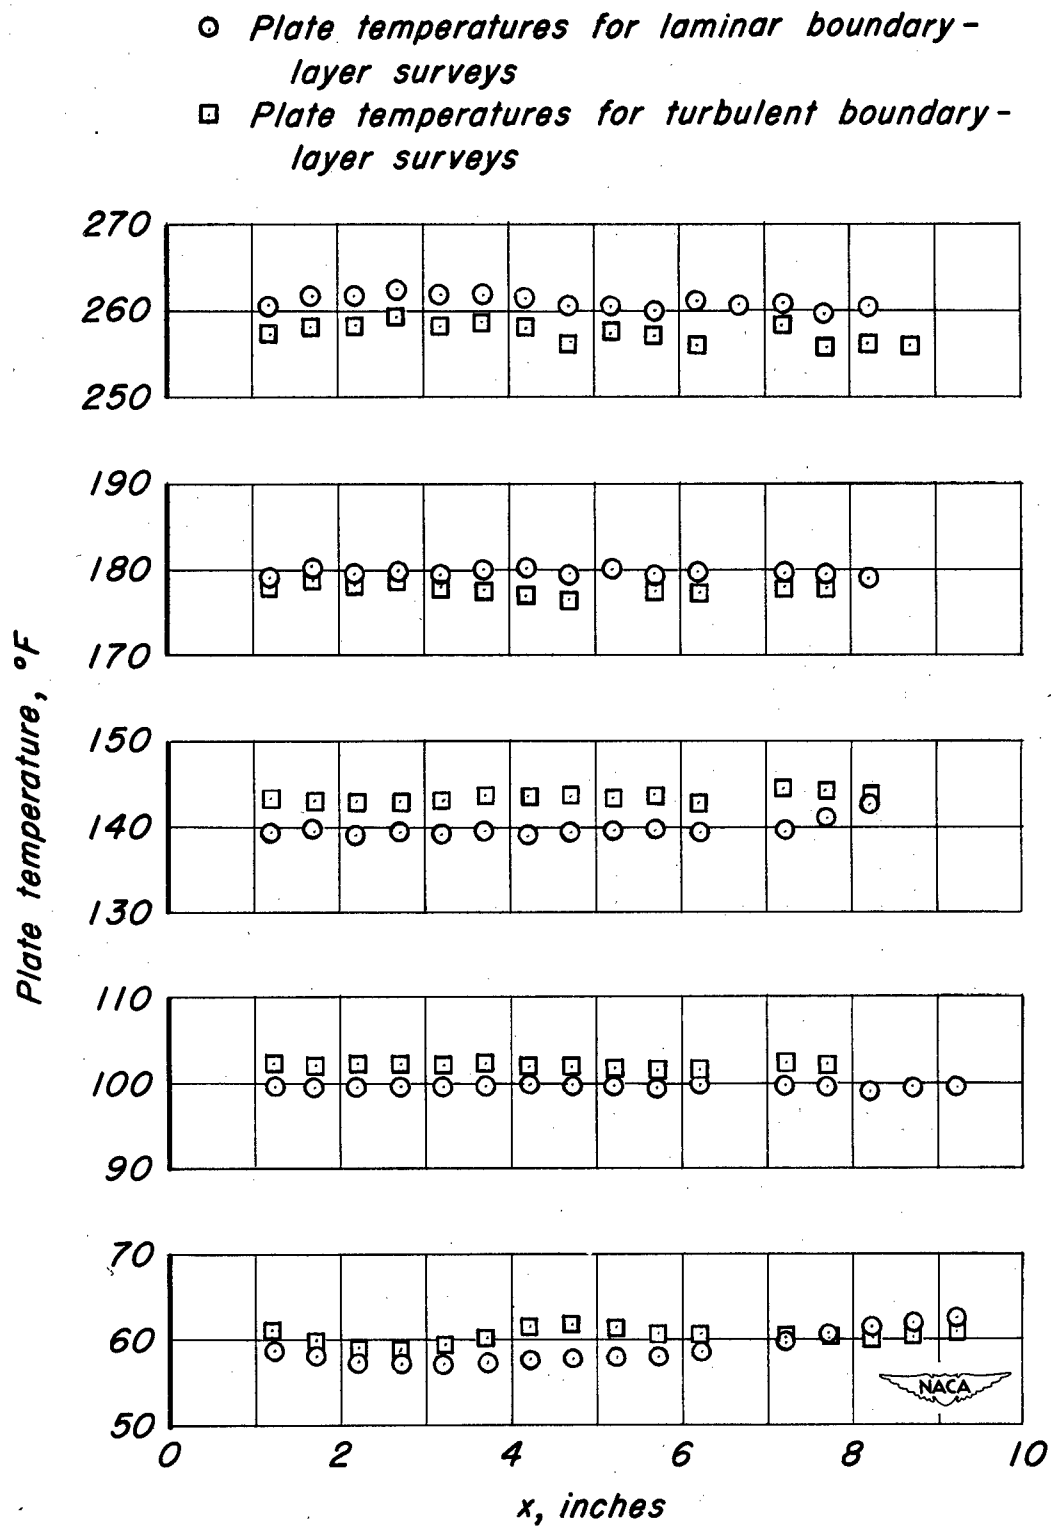 Plate temperatures for laminar boundary-
layer surveys
Plate temperatures for turbulent boundary-
layer surveys
270
260
250
190
180
170
150
140
130
110
100
90
70
60
50
Plate temperature, °F
0 2 4 6 8 10
x, inches
NACA